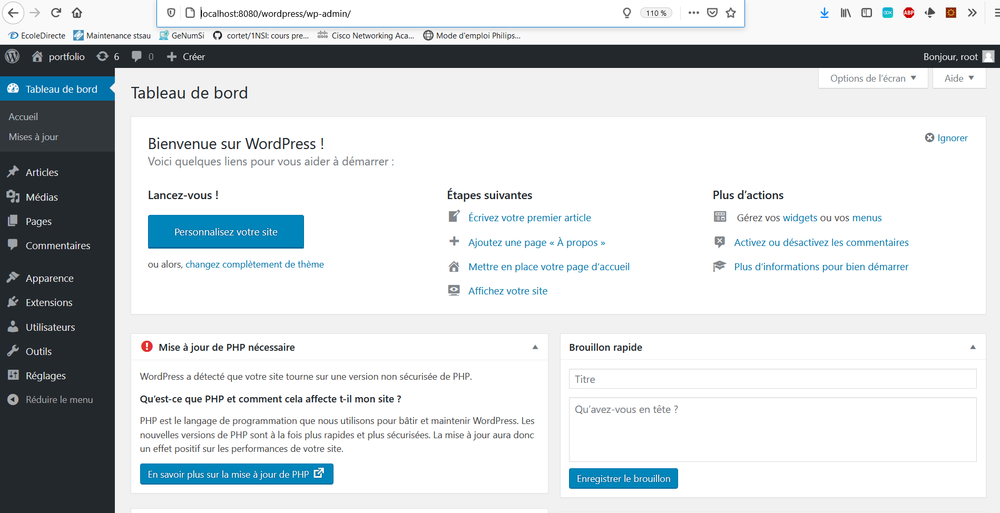 localhost:8080/wordpress/wp-admin/
110 %
ABP
EcoleDirecte
Maintenance stsau
GeNumSi
cortet/1NSI: cours pre...
cisco
Cisco Networking Aca...
Mode d'emploi Philips...
portfolio
6
0
Créer
Bonjour, root
Tableau de bord
Accueil
Mises à jour
Articles
Médias
Pages
Commentaires
Apparence
Extensions
Utilisateurs
Outils
Réglages
Réduire le menu
Options de l’écran
Aide
Tableau de bord
Bienvenue sur WordPress !
Voici quelques liens pour vous aider à démarrer :
Ignorer
Lancez-vous !
Personnalisez votre site
ou alors, changez complètement de thème
Étapes suivantes
Écrivez votre premier article
Ajoutez une page « À propos »
Mettre en place votre page d’accueil
Affichez votre site
Plus d’actions
Gérez vos widgets ou vos menus
Activez ou désactivez les commentaires
Plus d’informations pour bien démarrer
Mise à jour de PHP nécessaire
WordPress a détecté que votre site tourne sur une version non sécurisée de PHP.
Qu’est-ce que PHP et comment cela affecte t-il mon site ?
PHP est le langage de programmation que nous utilisons pour bâtir et maintenir WordPress. Les
nouvelles versions de PHP sont à la fois plus rapides et plus sécurisées. La mise à jour aura donc
un effet positif sur les performances de votre site.
En savoir plus sur la mise à jour de PHP
Brouillon rapide
Titre
Qu’avez-vous en tête ?
Enregistrer le brouillon